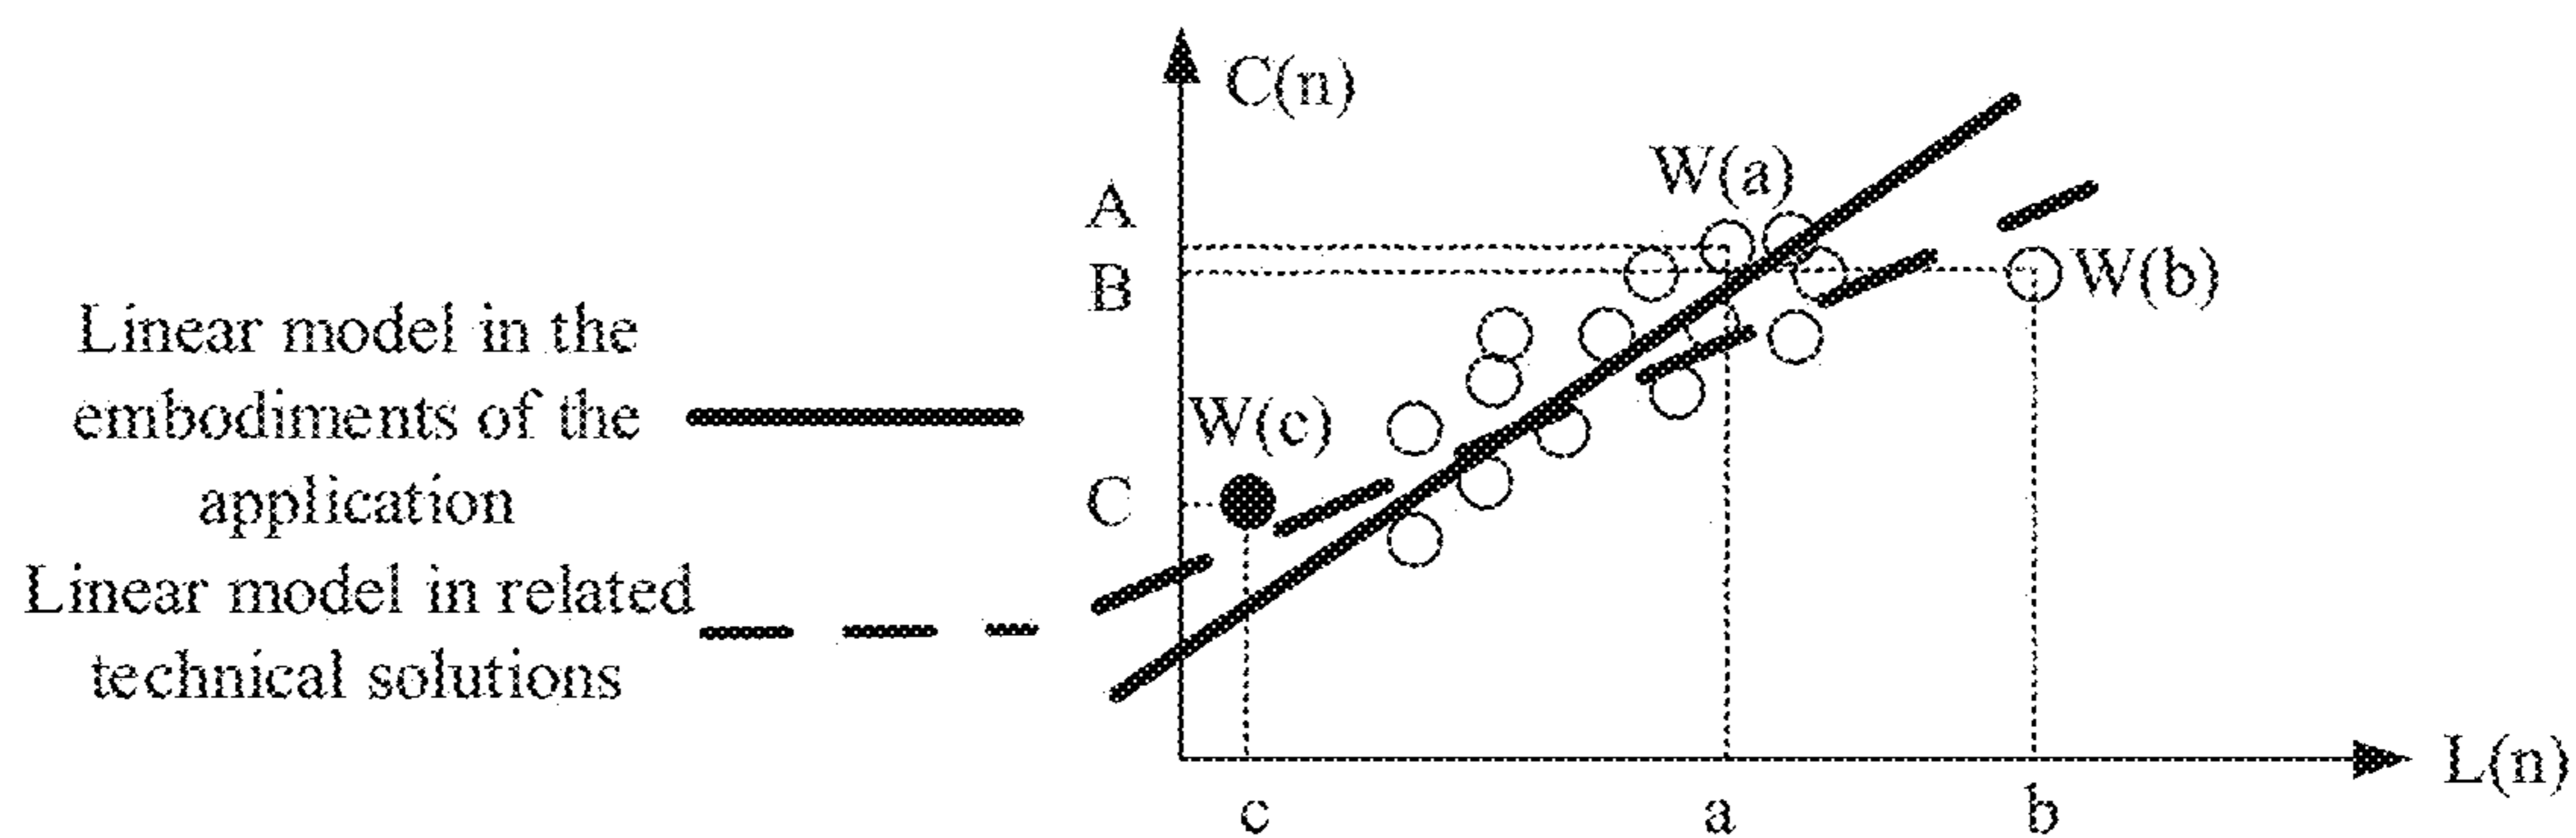 C(n)
W(a)
A
B
W(b)
Linear model in the
embodiments of the
application
W(c)
C
Linear model in related
technical solutions
L(n)
c
a
b